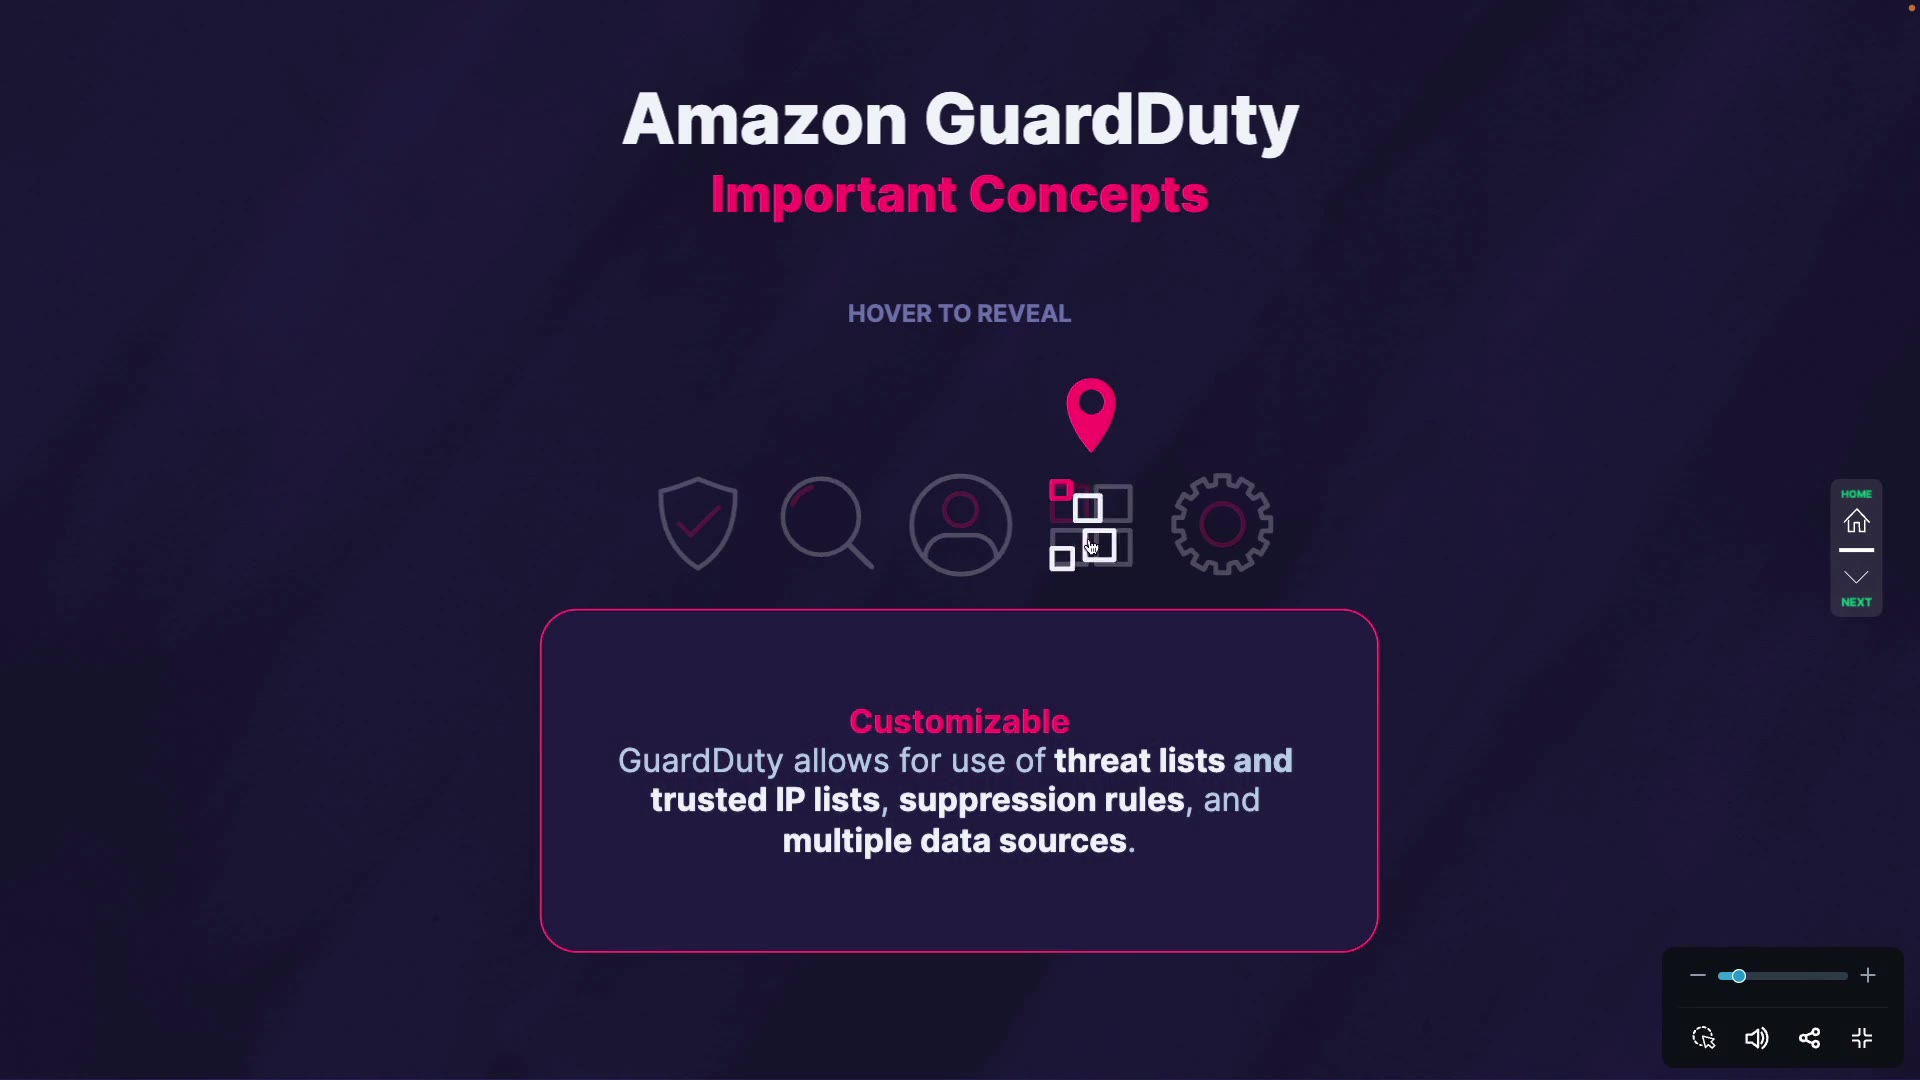 Amazon GuardDuty
Important Concepts
HOVER TO REVEAL
HOME
NEXT
Customizable
GuardDuty allows for use of threat lists and
trusted IP lists, suppression rules, and
multiple data sources.